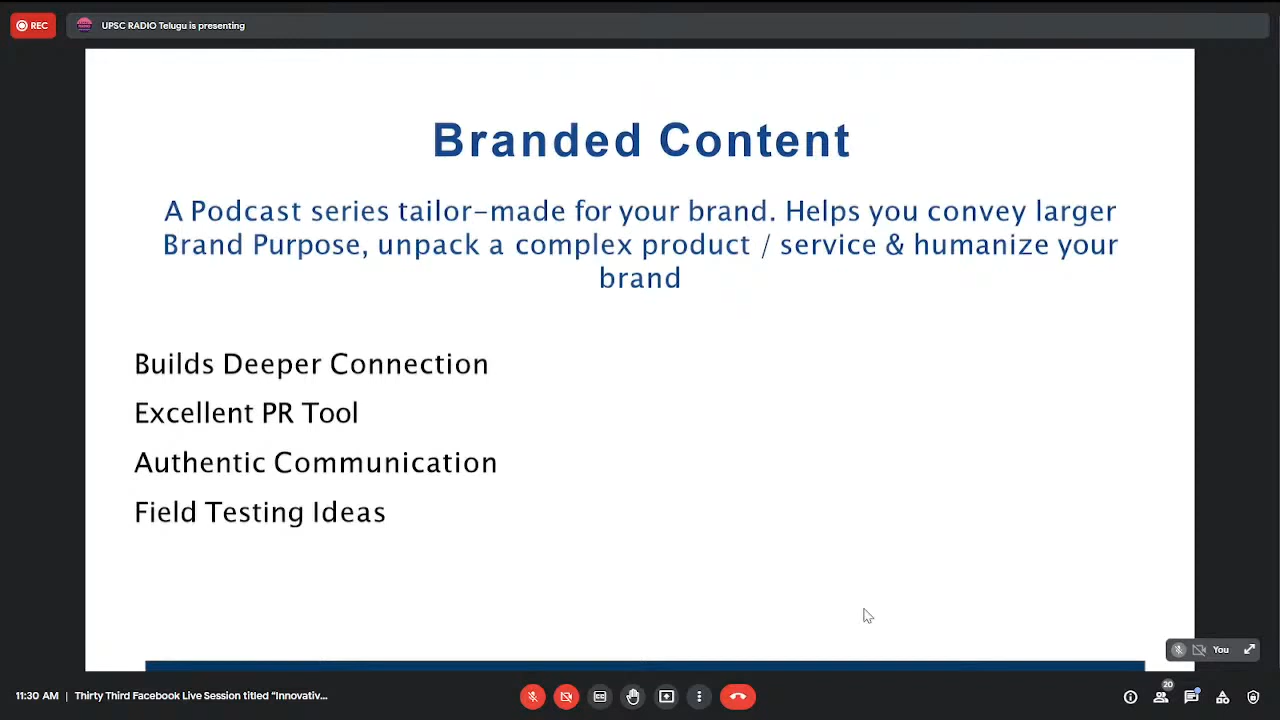 REC
UPSC RADIO Telugu is presenting
Branded Content
A Podcast series tailor-made for your brand. Helps you convey larger
Brand Purpose, unpack a complex product / service & humanize your
brand
Builds Deeper Connection
Excellent PR Tool
Authentic Communication
Field Testing Ideas
You
20
11:30 AM | Thirty Third Facebook Live Session titled “Innovativ...